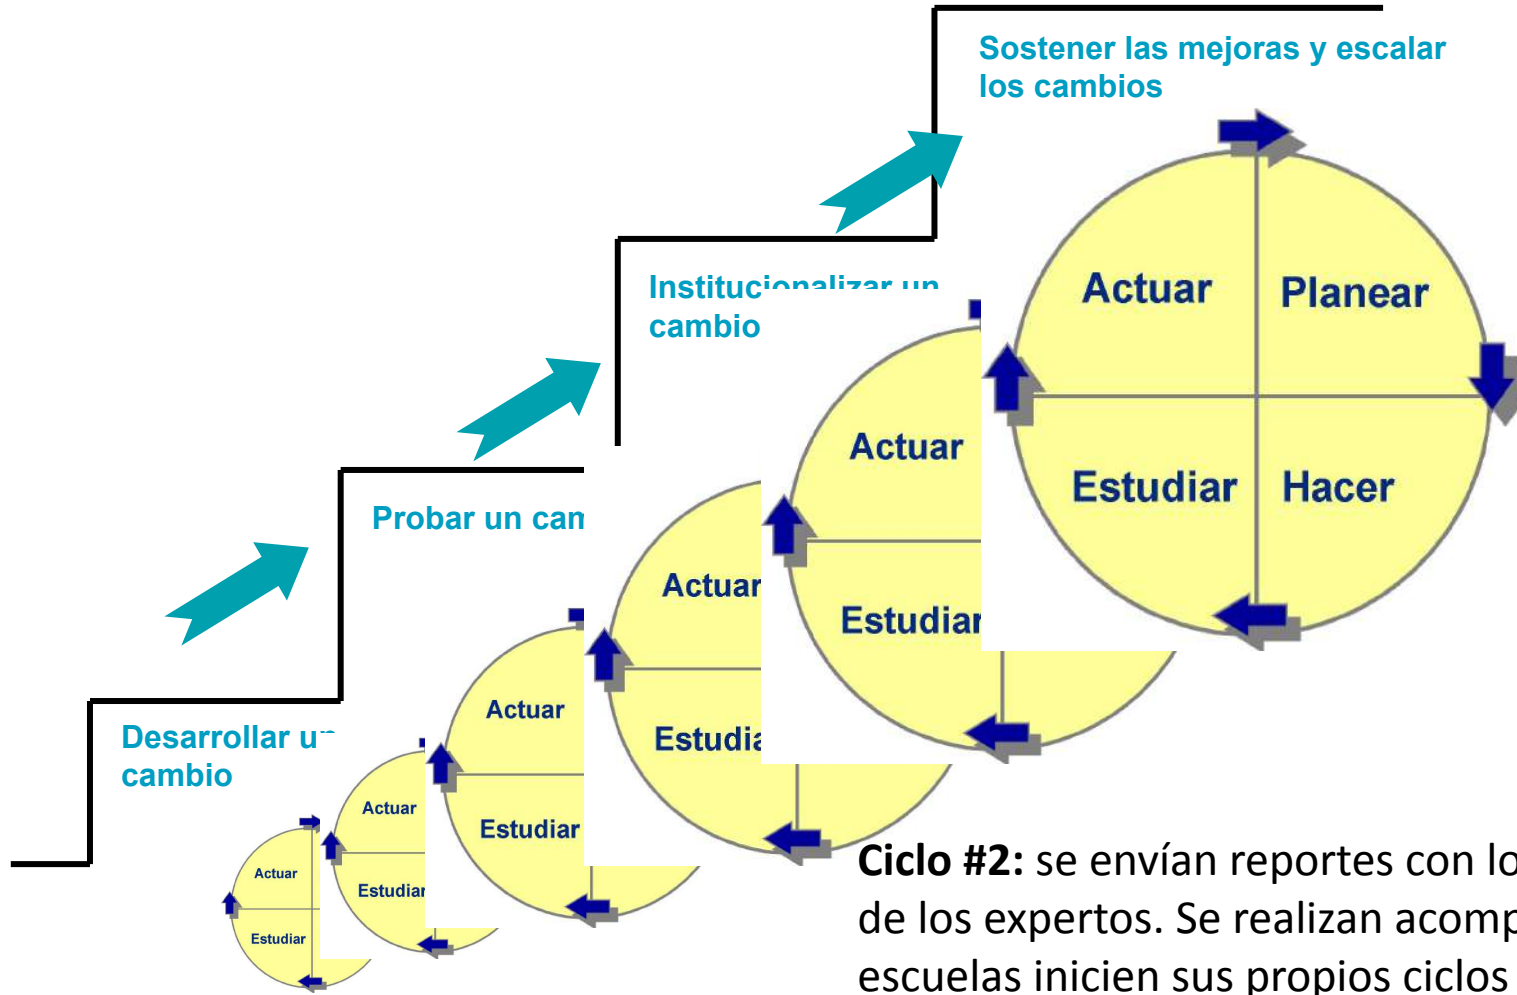 Sostener las mejoras y escalar
los cambios
Actuar
Planear
Estudiar
Hacer
Institucionalizar un
cambio
Actuar
Estudiar
Probar un
Actuar
Actuar
Estudiar
Desarrollar un
cambio
Actuar
Estudiar
Actuar
Estudiar
Ciclo #2: se envían reportes con
de los expertos. Se realizan
escuelas inicien sus propios ciclos